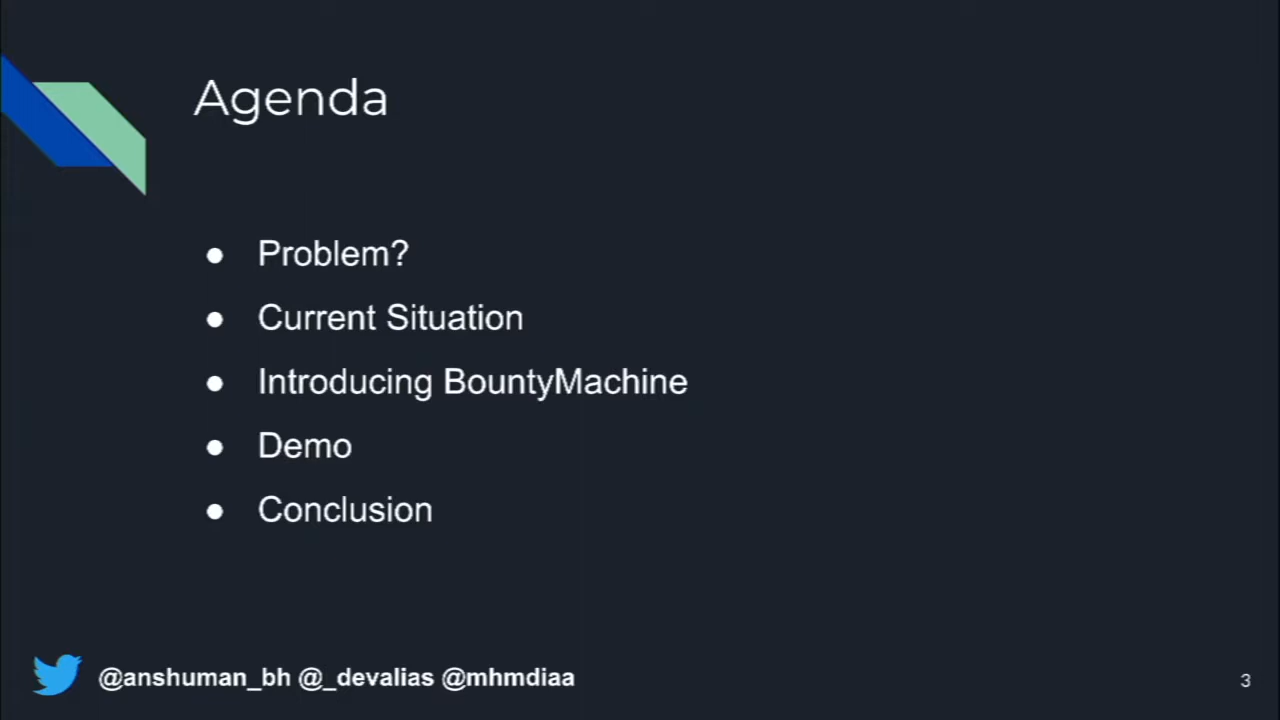 Agenda
● Problem?
● Current Situation
● Introducing BountyMachine
● Demo
● Conclusion
@anshuman_bh @_devalias @mhmdiaa
3